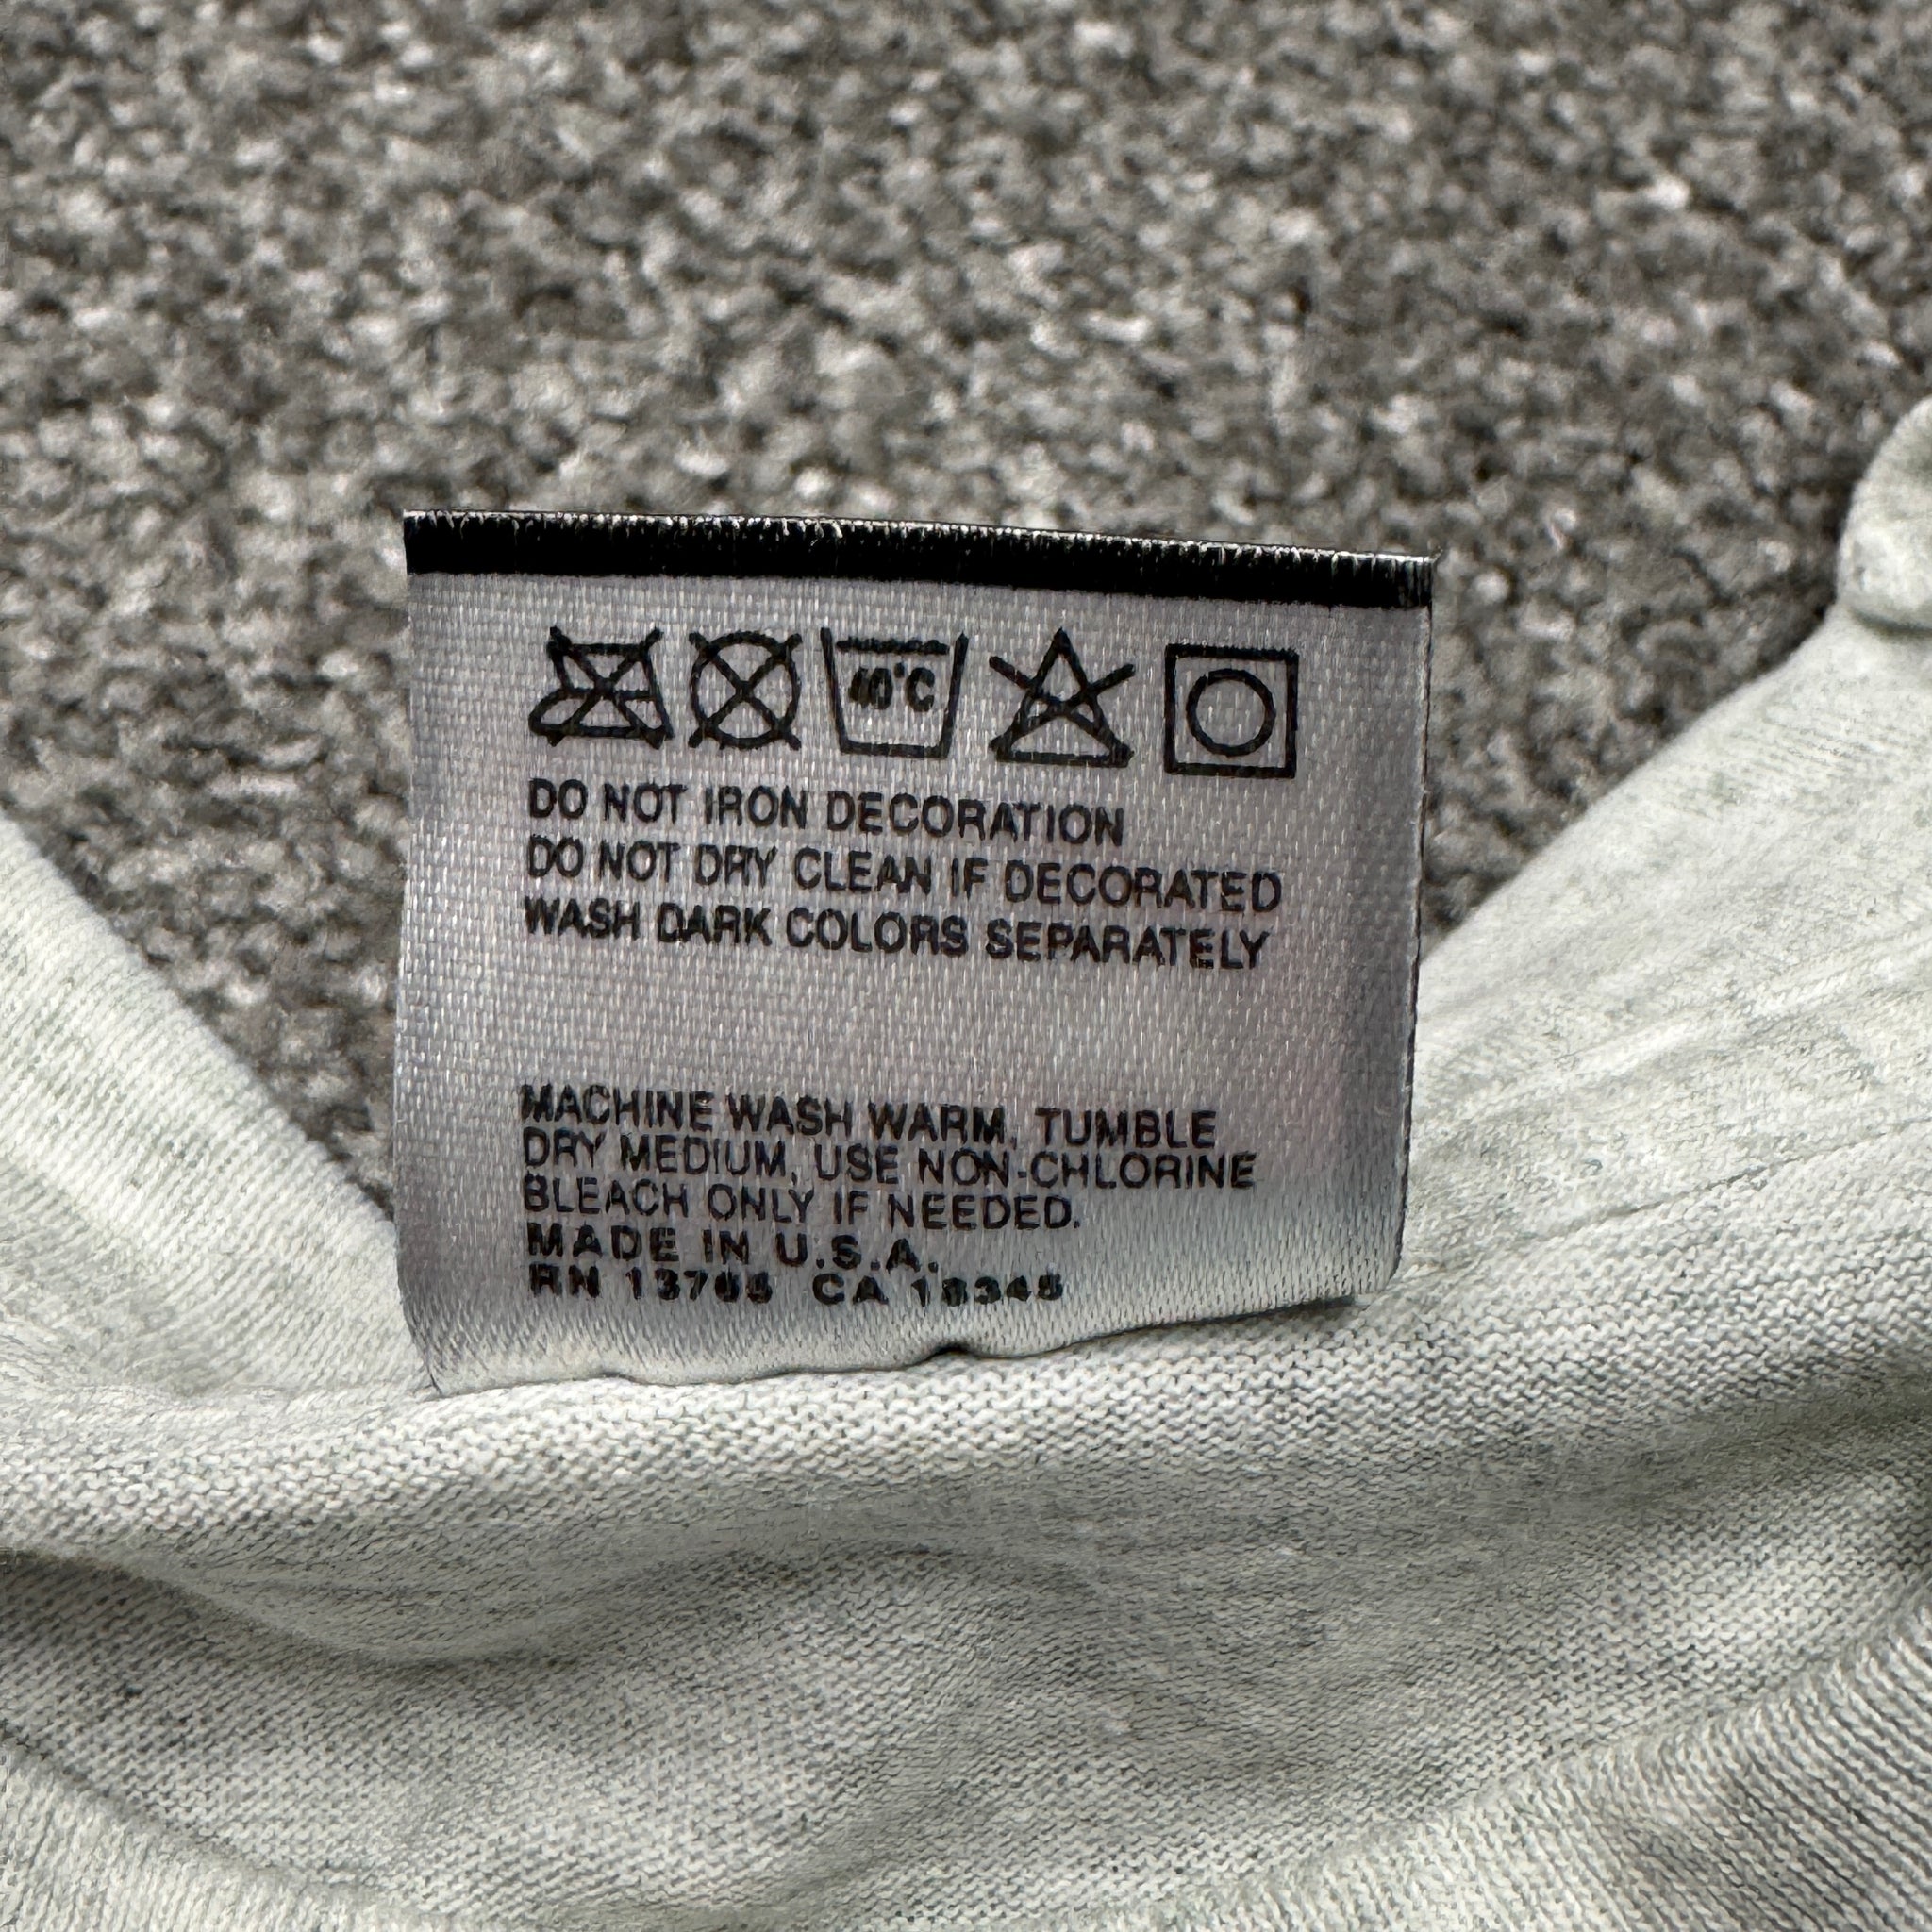 40°C
DO NOT IRON DECORATION
DO NOT DRY CLEAN IF DECORATED
WASH DARK COLORS SEPARATELY
MACHINE WASH WARM, TUMBLE
DRY MEDIUM, USE NON-CHLORINE
BLEACH ONLY IF NEEDED.
MADE IN U.S.A.
RN 13765 CA